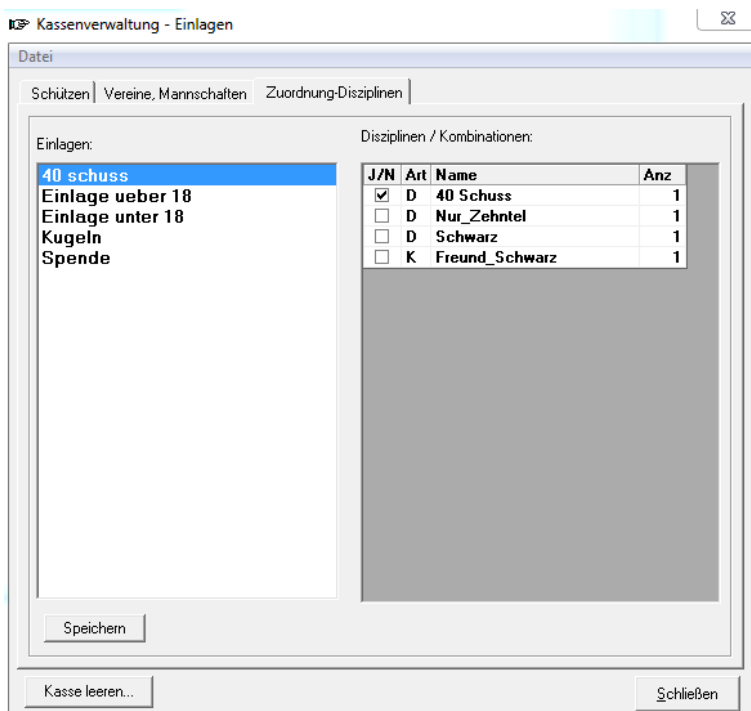 Kassenverwaltung - Einlagen
Datei
Schützen Vereine, Mannschaften Zuordnung-Disziplinen
Einlagen:
40 schuss
Einlage ueber 18
Einlage unter 18
Kugeln
Spende
Disziplinen / Kombinationen:
J/N Art Name Anz
D 40 Schuss 1
D Nur_Zehntel 1
D Schwarz 1
K Freund_Schwarz 1
Speichern
Kasse leeren... Schließen